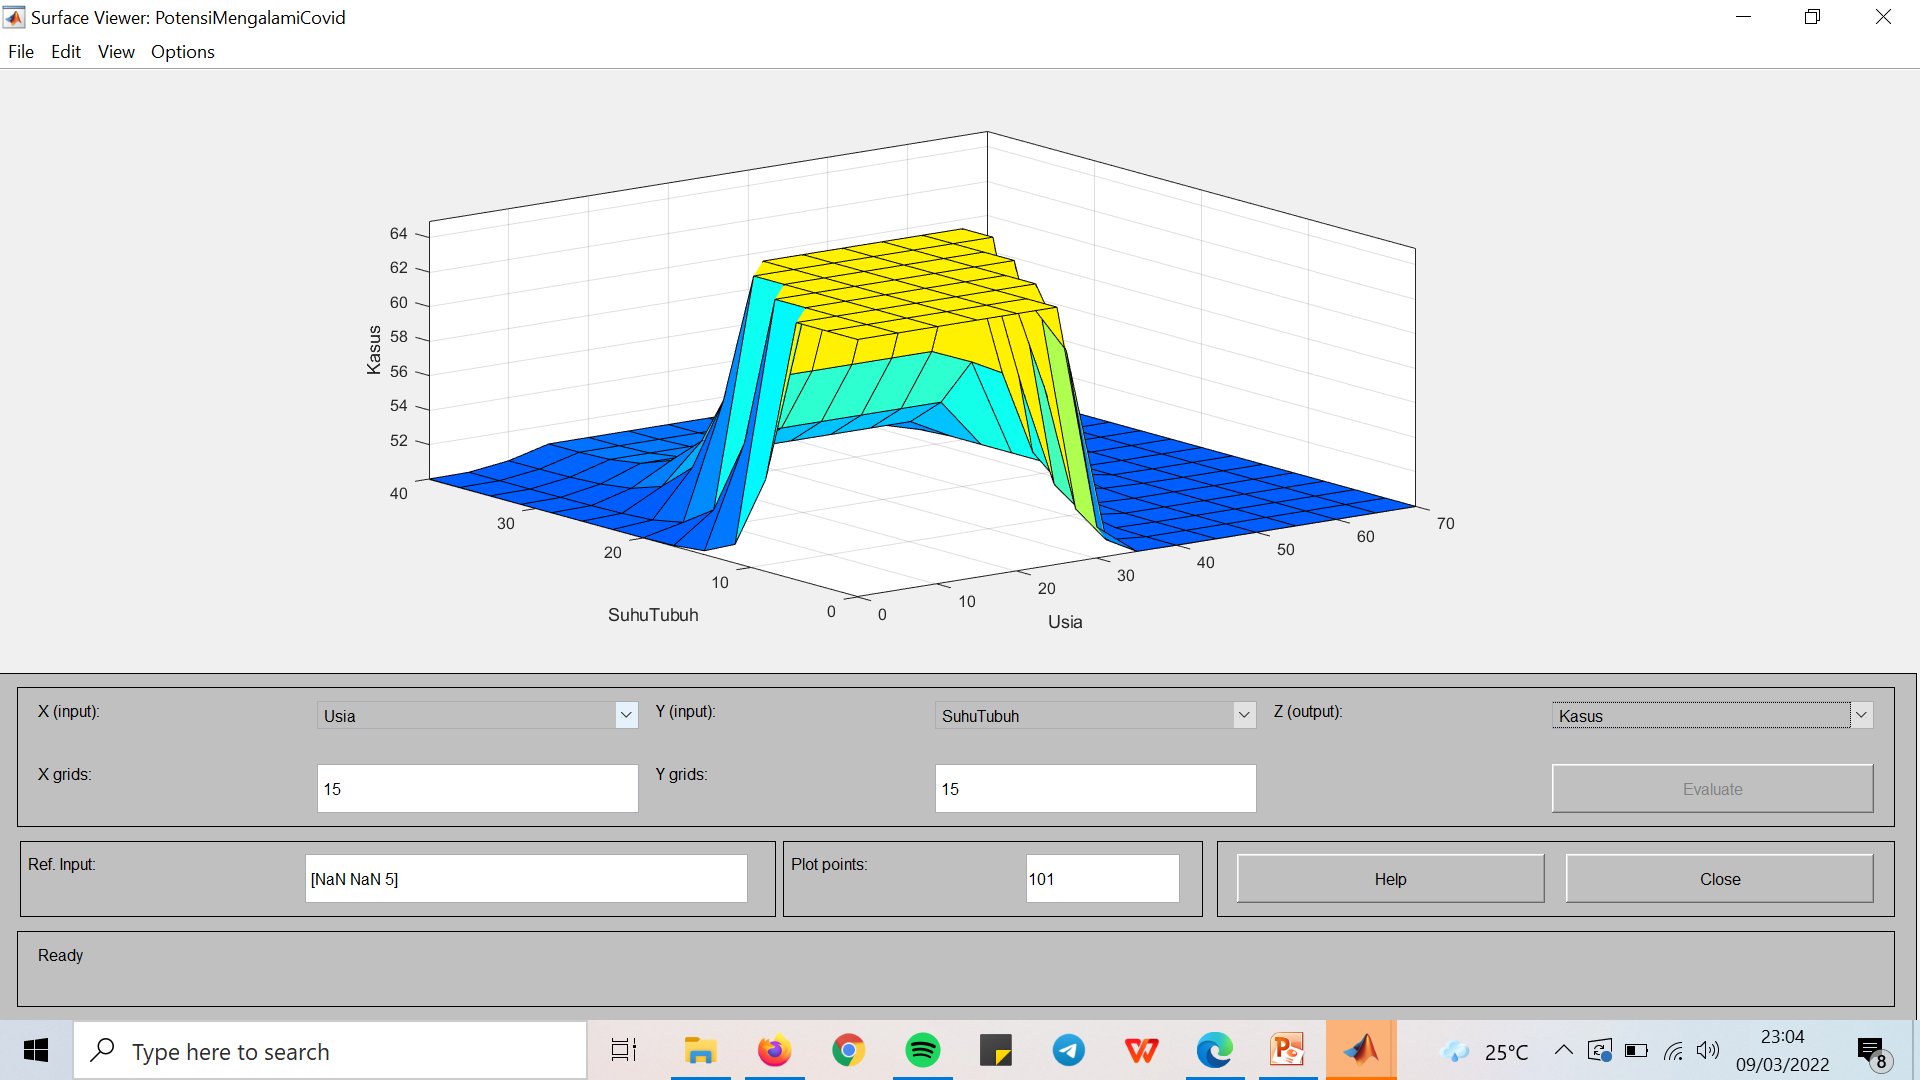 Surface Viewer: PotensiMengalamiCovid
File Edit View Options
64
62
60
58
56
54
52
Kasus
40
30
20
10
0
SuhuTubuh
0
10
20
30
40
50
60
70
Usia
X (input):
Usia
Y (input):
SuhuTubuh
Z (output):
Kasus
X grids:
15
Y grids:
15
Evaluate
Ref. Input:
[NaN NaN 5]
Plot points:
101
Help
Close
Ready
Type here to search
25°C
23:04
09/03/2022
8